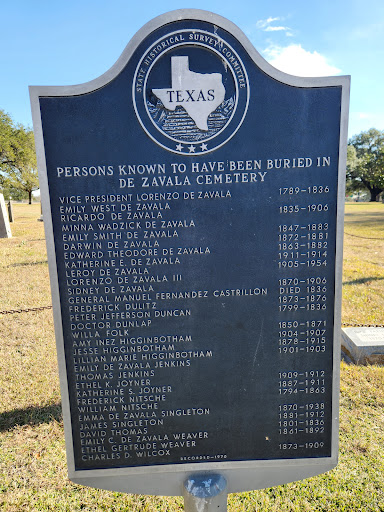 STATE HISTORICAL SURVEY COMMITTEE
TEXAS
PERSONS KNOWN TO HAVE BEEN BURIED IN
DE ZAVALA CEMETERY
VICE PRESIDENT LORENZO DE ZAVALA 1789-1836
EMILY WEST DE ZAVALA
RICARDO DE ZAVALA 1835-1906
MINNA WADZICK DE ZAVALA
EMILY SMITH DE ZAVALA 1847-1883
DARWIN DE ZAVALA 1872-1881
EDWARD THEODORE DE ZAVALA 1863-1882
KATHERINE E. DE ZAVALA 1911-1914
LEROY DE ZAVALA 1905-1954
LORENZO DE ZAVALA III
SIDNEY DE ZAVALA 1870-1906
GENERAL MANUEL FERNANDEZ CASTRILLON DIED 1836
FREDERICK DULITZ 1873-1876
PETER JEFFERSON DUNCAN 1799-1836
DOCTOR DUNLAP
WILLA FOLK 1850-1871
AMY INEZ HIGGINBOTHAM 1904-1907
JESSE HIGGINBOTHAM 1878-1915
LILLIAN MARIE HIGGINBOTHAM 1901-1903
EMILY DE ZAVALA JENKINS
THOMAS JENKINS
ETHEL K. JOYNER 1909-1912
KATHERINE S. JOYNER 1887-1911
FREDERICK NITSCHE 1794-1863
WILLIAM NITSCHE
EMMA DE ZAVALA SINGLETON 1870-1938
JAMES SINGLETON 1881-1912
DAVID THOMAS 1801-1836
EMILY C. DE ZAVALA WEAVER 1861-1892
ETHEL GERTRUDE WEAVER
CHARLES D. WILCOX 1873-1909
RECORDED-1970